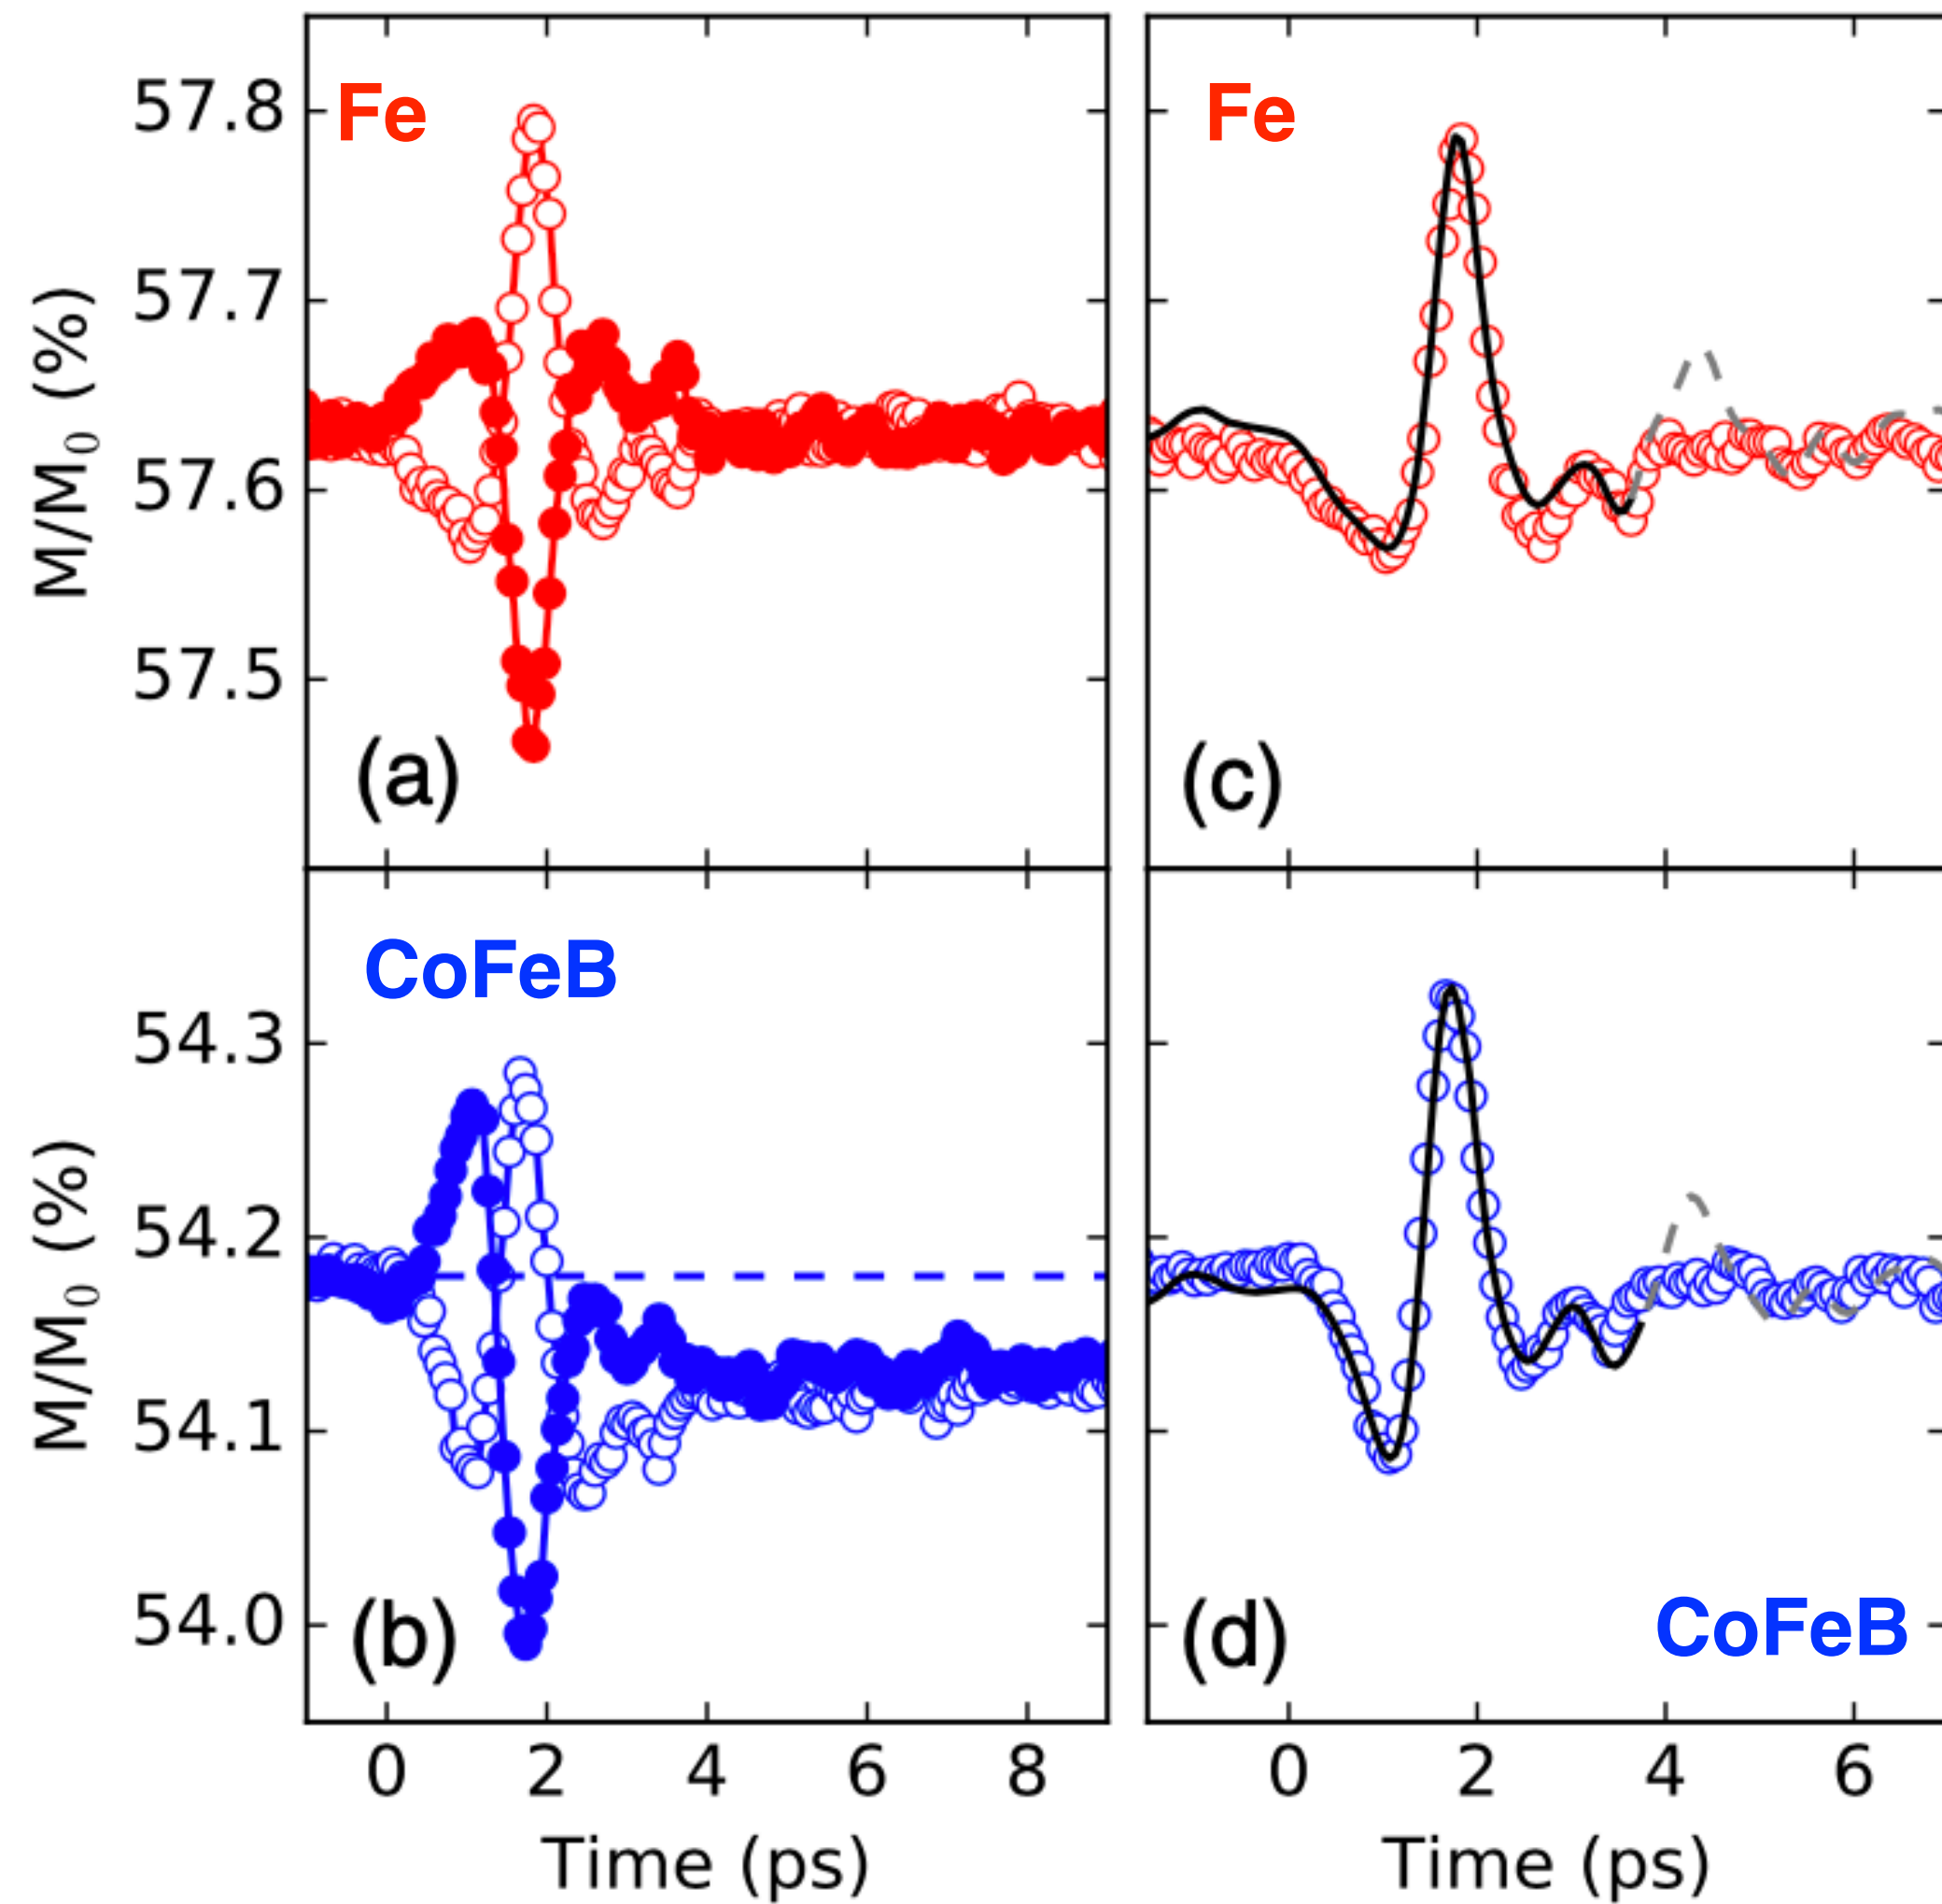 Fe
Fe
57.8
57.7
57.6
57.5
M/M0 (%)
(a)
(c)
CoFeB
54.3
54.2
54.1
54.0
M/M0 (%)
(b)
(d)
CoFeB
0 2 4 6 8
0 2 4 6
Time (ps)
Time (ps)